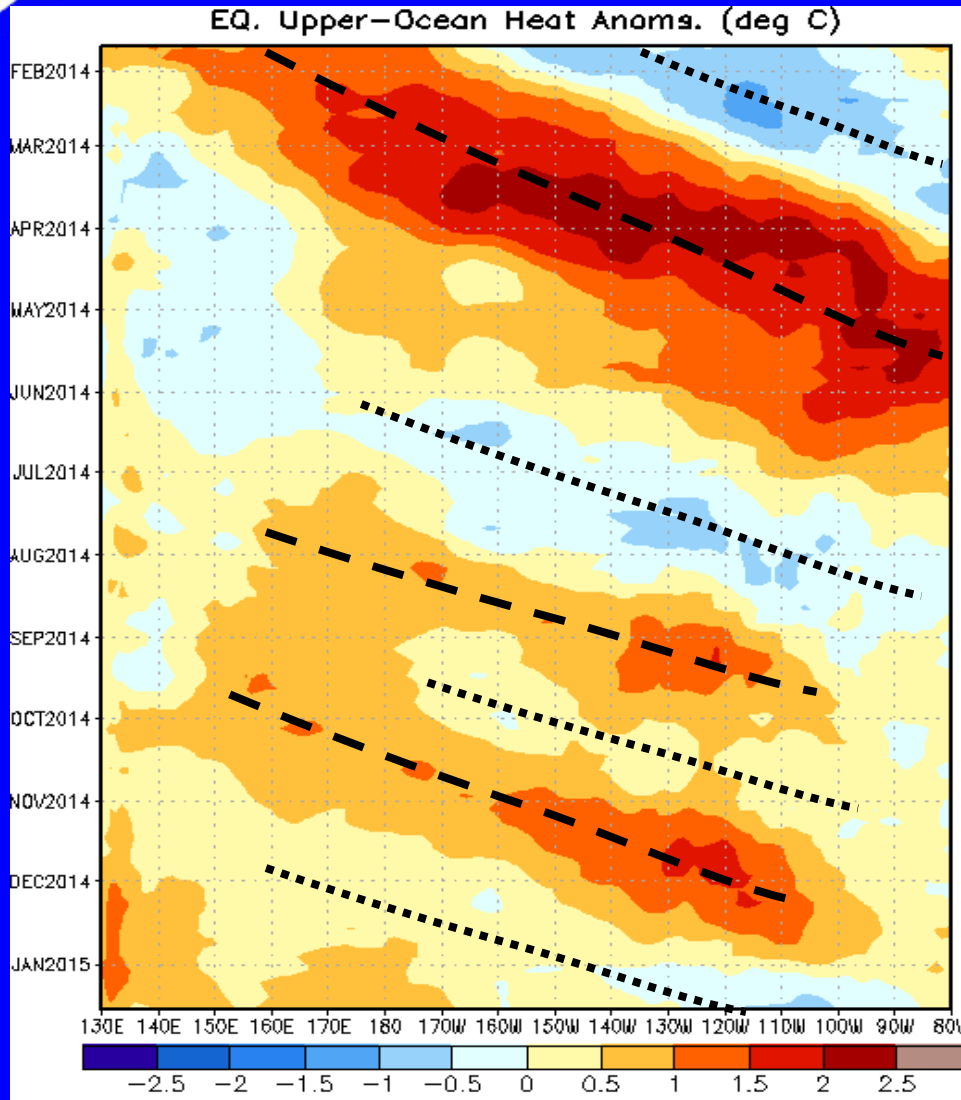 EQ. Upper-Ocean Heat Anoms. (deg C)
FEB2014
MAR2014
APR2014
MAY2014
JUN2014
JUL2014
AUG2014
SEP2014
OCT2014
NOV2014
DEC2014
JAN2015
130E 140E 150E 160E 170E 180 170W 160W 150W 140W 130W 120W 110W 100W 90W 80W
-2.5 -2 -1.5 -1 -0.5 0 0.5 1 1.5 2 2.5